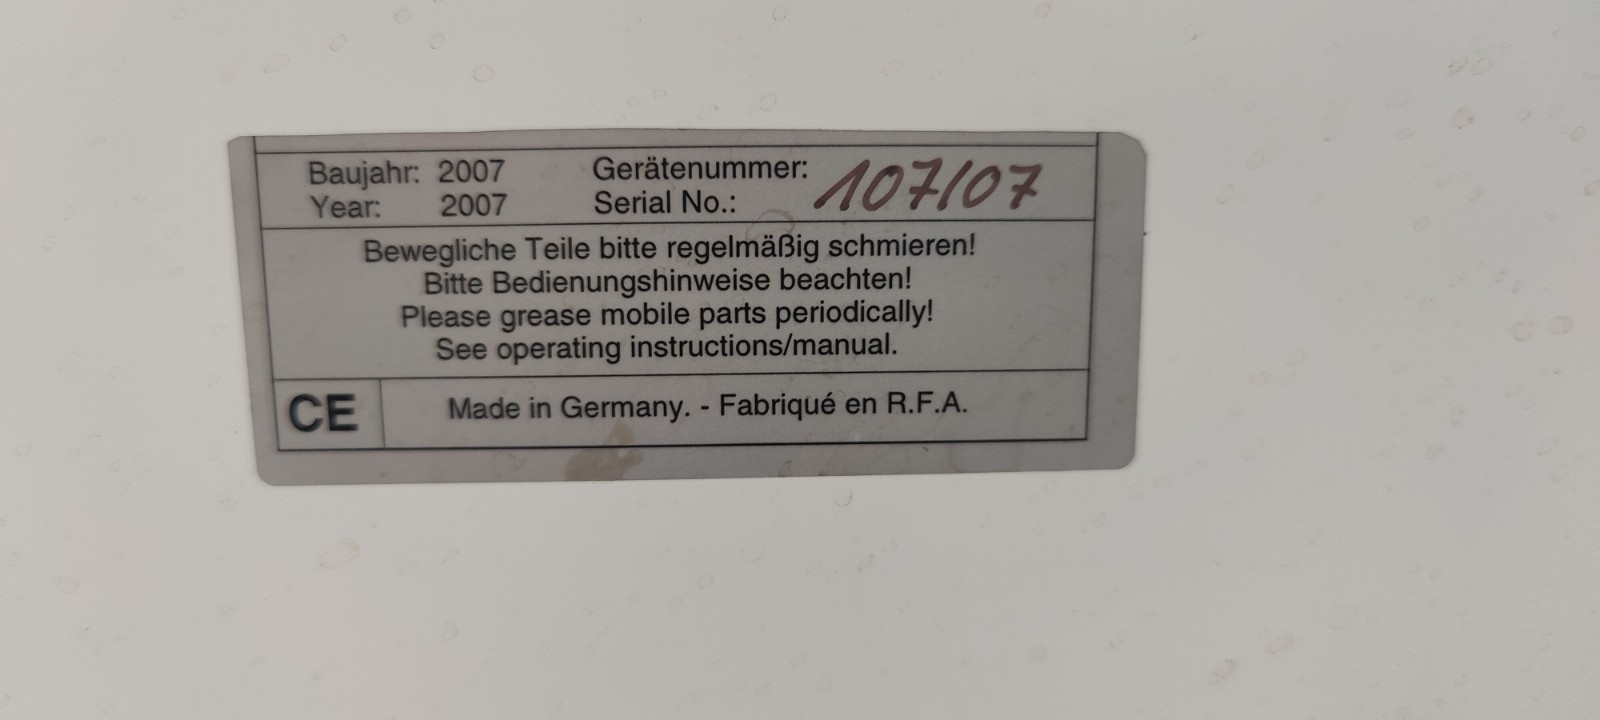 Baujahr: 2007 Gerätenummer: 107/07
Year: 2007 Serial No.:
Bewegliche Teile bitte regelmäßig schmieren!
Bitte Bedienungshinweise beachten!
Please grease mobile parts periodically!
See operating instructions/manual.
CE Made in Germany. - Fabriqué en R.F.A.